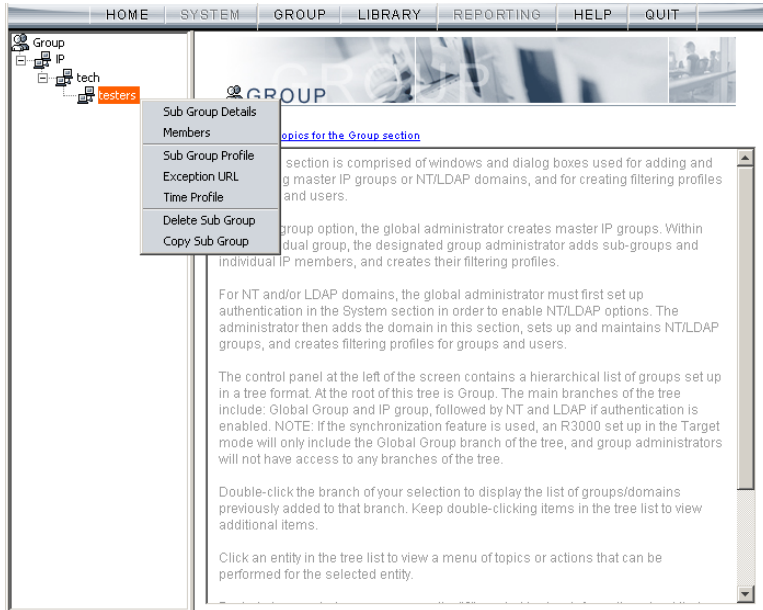 HOME SYSTEM GROUP LIBRARY REPORTING HELP QUIT
Group
IP
tech
testers
Sub Group Details
Members
Sub Group Profile
Exception URL
Time Profile
Delete Sub Group
Copy Sub Group
GROUP
GROUP
opics for the Group section
section is comprised of windows and dialog boxes used for adding and
g master IP groups or NT/LDAP domains, and for creating filtering profiles
and users.
group option, the global administrator creates master IP groups. Within
dual group, the designated group administrator adds sub-groups and
individual IP members, and creates their filtering profiles.
For NT and/or LDAP domains, the global administrator must first set up
authentication in the System section in order to enable NT/LDAP options. The
administrator then adds the domain in this section, sets up and maintains NT/LDAP
groups, and creates filtering profiles for groups and users.
The control panel at the left of the screen contains a hierarchical list of groups set up
in a tree format. At the root of this tree is Group. The main branches of the tree
include: Global Group and IP group, followed by NT and LDAP if authentication is
enabled. NOTE: If the synchronization feature is used, an R3000 set up in the Target
mode will only include the Global Group branch of the tree, and group administrators
will not have access to any branches of the tree.
Double-click the branch of your selection to display the list of groups/domains
previously added to that branch. Keep double-clicking items in the tree list to view
additional items.
Click an entity in the tree list to view a menu of topics or actions that can be
performed for the selected entity.